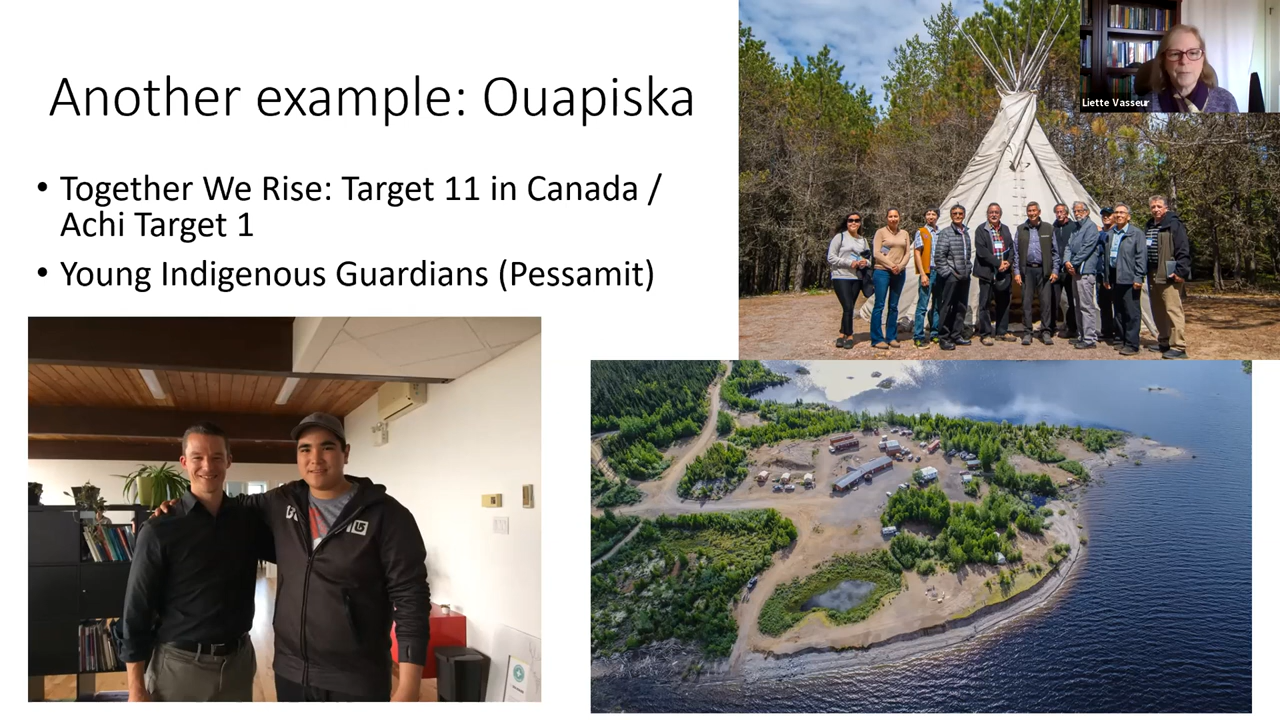 Another example: Ouapiska
• Together We Rise: Target 11 in Canada /
Achi Target 1
• Young Indigenous Guardians (Pessamit)
Liette Vasseur